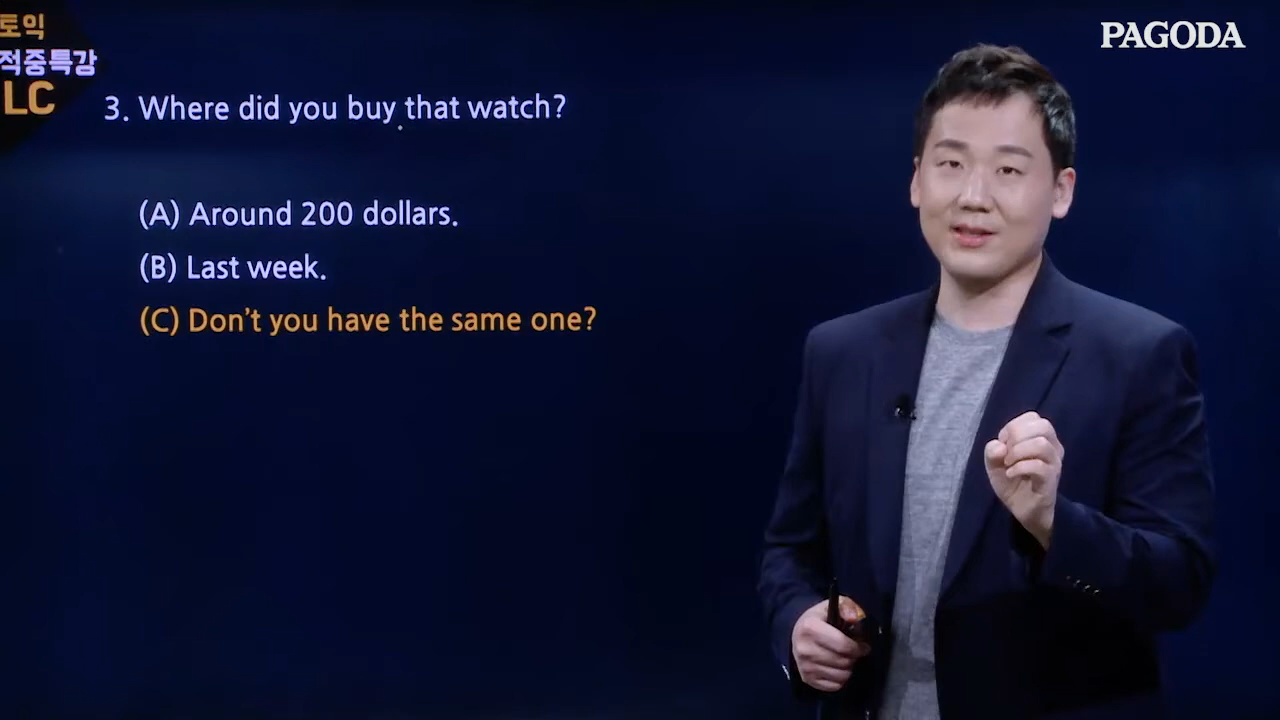 토익
적중특강
LC
PAGODA
3. Where did you buy that watch?
(A) Around 200 dollars.
(B) Last week.
(C) Don't you have the same one?